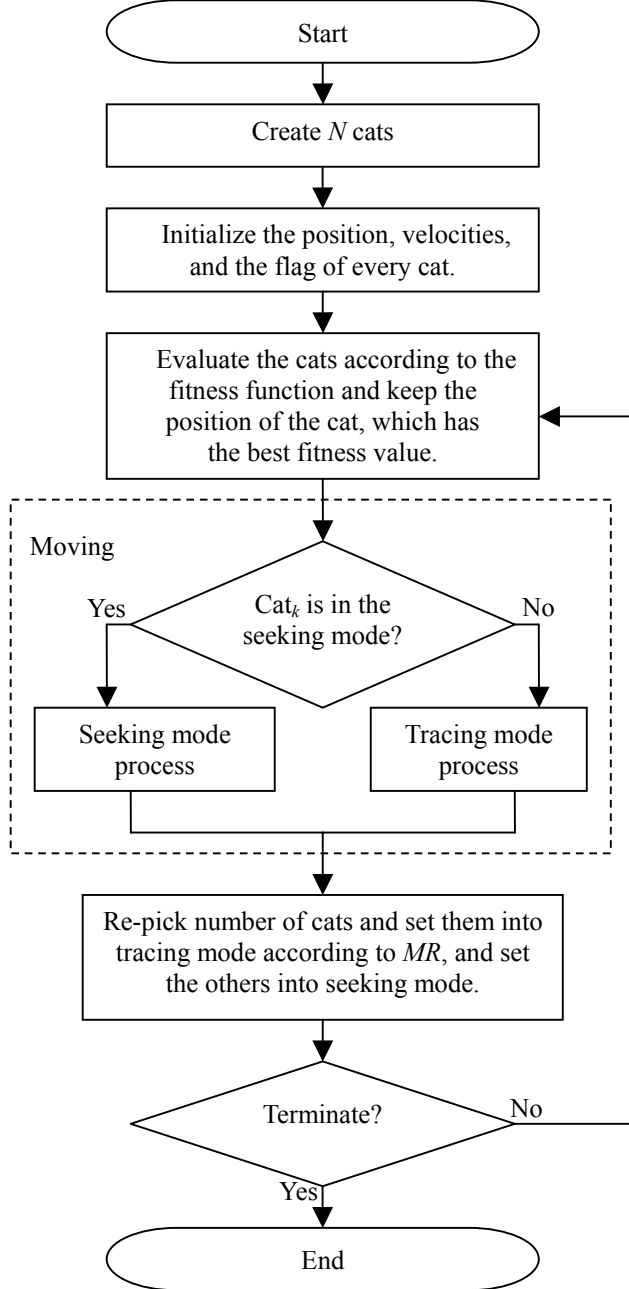 Start
Create N cats
Initialize the position, velocities,
and the flag of every cat.
Evaluate the cats according to the
fitness function and keep the
position of the cat, which has
the best fitness value.
Moving
Yes
Catk is in the
seeking mode?
No
Seeking mode
process
Tracing mode
process
Re-pick number of cats and set them into
tracing mode according to MR, and set
the others into seeking mode.
Terminate?
No
Yes
End